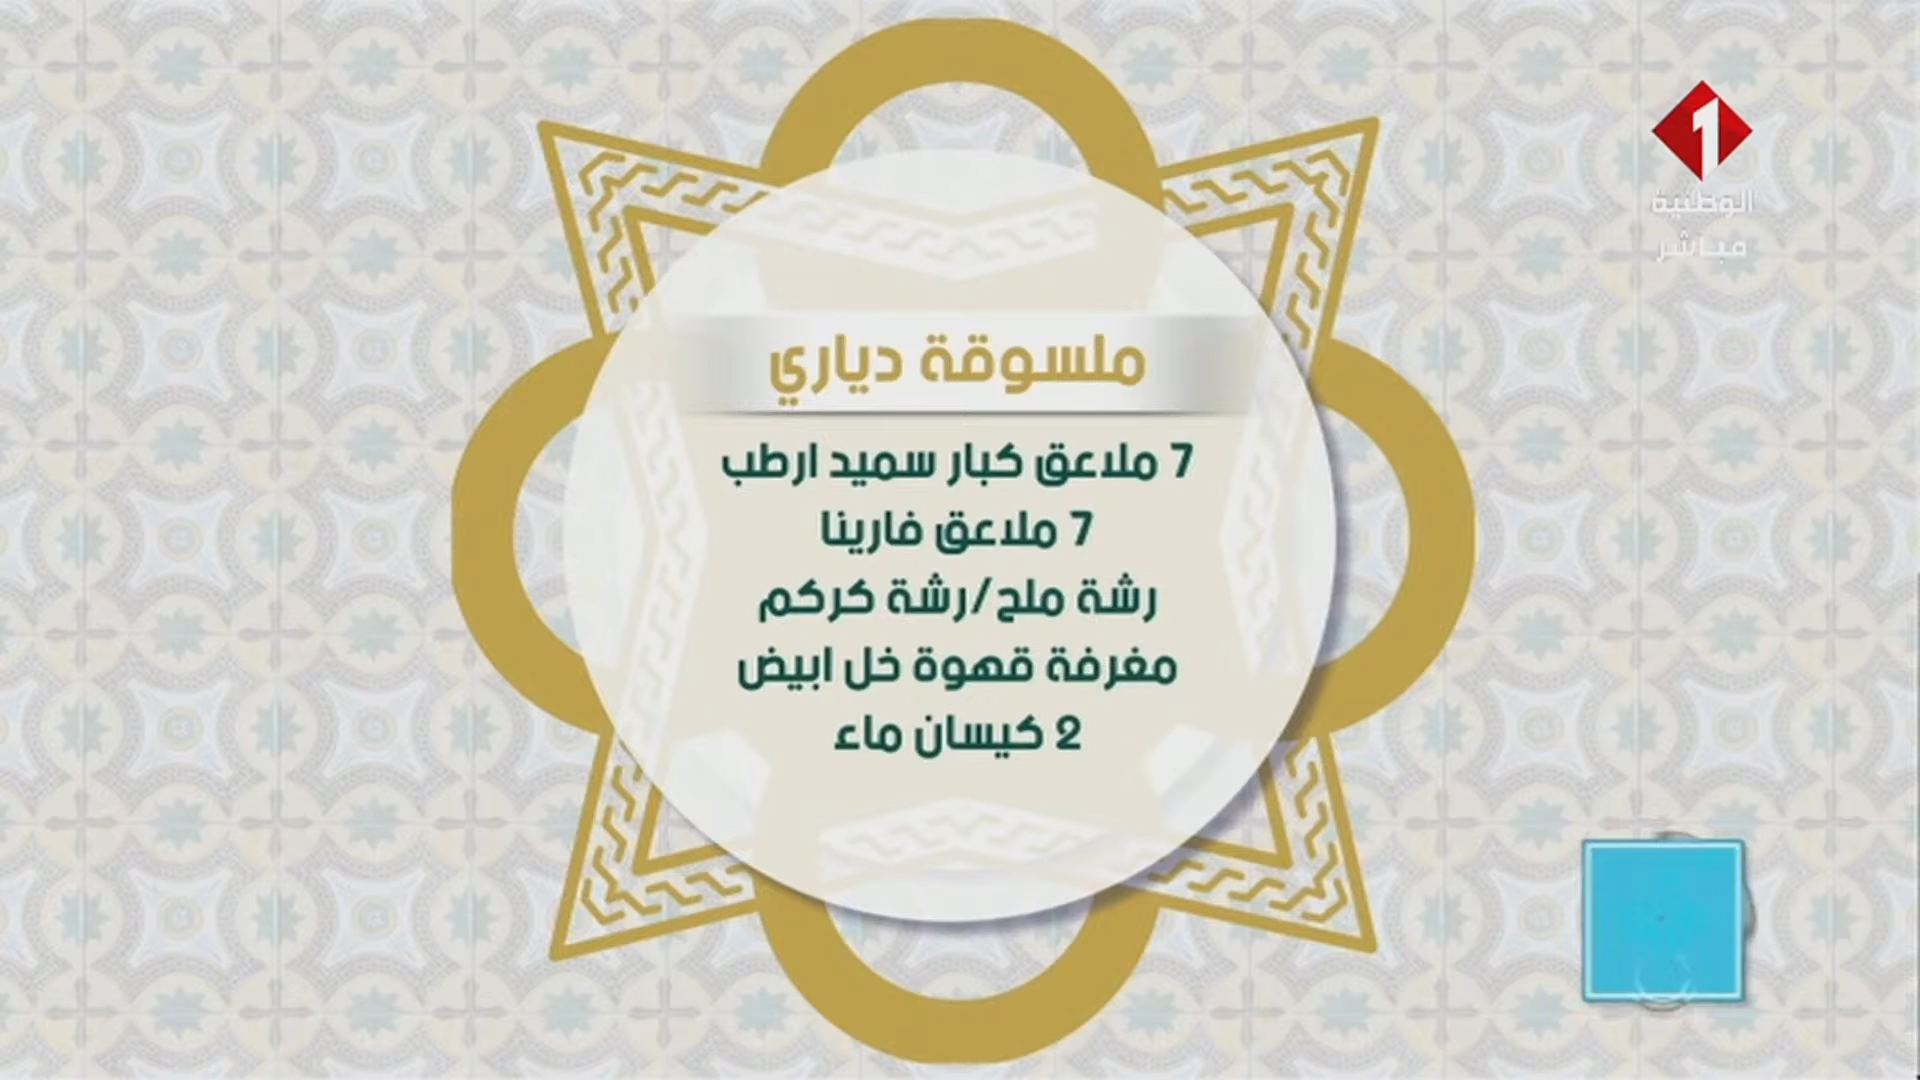 1
الوطنية
مباشر
ملسوقة دياري
7 ملاعق كبار سميد ارطب
7 ملاعق فارينا
رشة ملح/رشة كركم
مغرفة قهوة خل ابيض
2 كيسان ماء